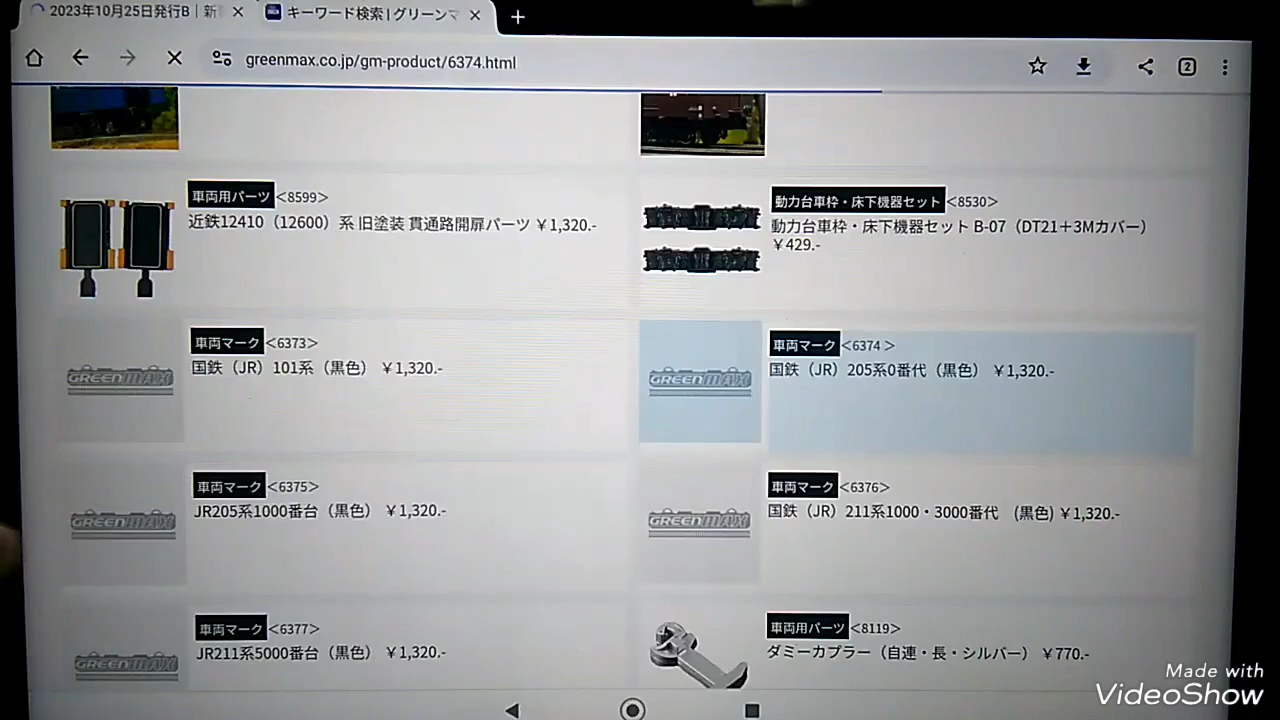 2023年10月25日発行B｜新
キーワード検索 | グリーンマ
greenmax.co.jp/gm-product/6374.html
2
車両用パーツ <8599>
近鉄12410（12600）系 旧塗装 貫通路開扉パーツ ￥1,320.-
動力台車枠・床下機器セット <8530>
動力台車枠・床下機器セット B-07（DT21＋3Mカバー）
￥429.-
車両マーク <6373>
国鉄（JR）101系（黒色） ￥1,320.-
GREENMAX
車両マーク <6374 >
国鉄（JR）205系0番代（黒色） ￥1,320.-
GREENMAX
車両マーク <6375>
JR205系1000番台（黒色） ￥1,320.-
GREENMAX
車両マーク <6376>
国鉄（JR）211系1000・3000番代 (黒色) ￥1,320.-
GREENMAX
車両マーク <6377>
JR211系5000番台（黒色） ￥1,320.-
GREENMAX
車両用パーツ <8119>
ダミーカプラー（自連・長・シルバー） ￥770.-
Made with
VideoShow